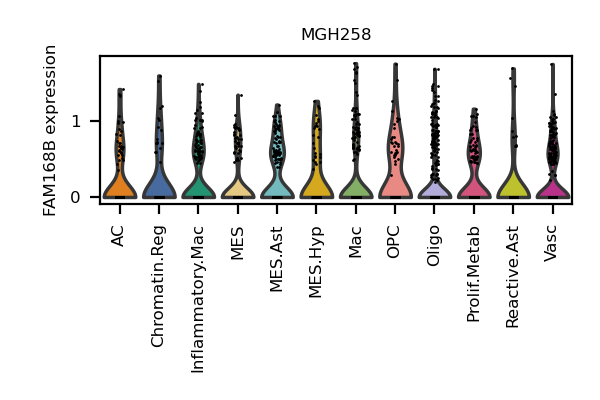 MGH258
FAM168B expression
1
0
AC
Chromatin.Reg
Inflammatory.Mac
MES
MES.Ast
MES.Hyp
Mac
OPC
Oligo
Prolif.Metab
Reactive.Ast
Vasc